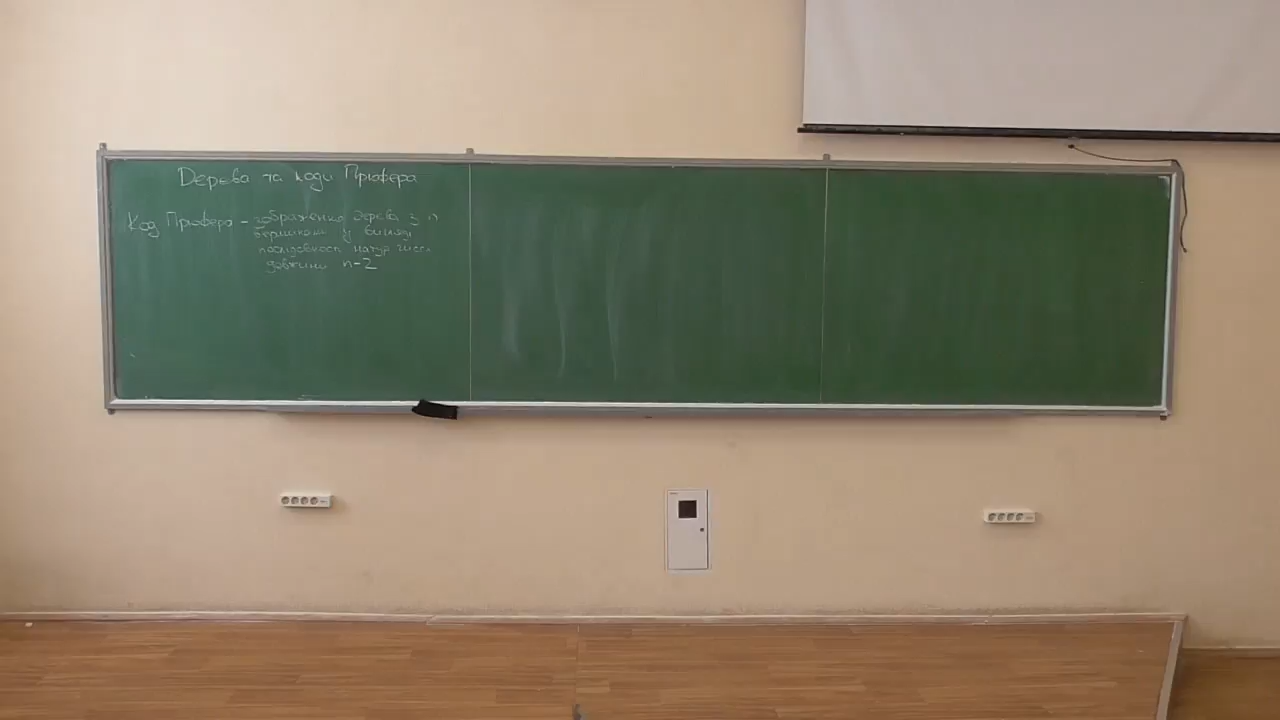 Дерева та коди Прюфера
Код Прюфера - зображення дерева з n
вершинами у вигляді
послідовності натур чисел
довжини n-2